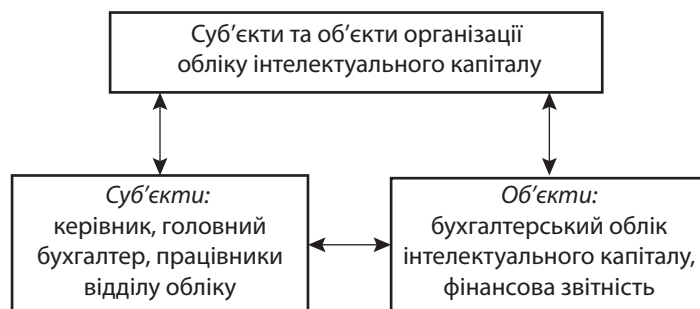 Суб’єкти та об’єкти організації
обліку інтелектуального капіталу
Суб’єкти:
керівник, головний
бухгалтер, працівники
відділу обліку
Об’єкти:
бухгалтерський облік
інтелектуального капіталу,
фінансова звітність